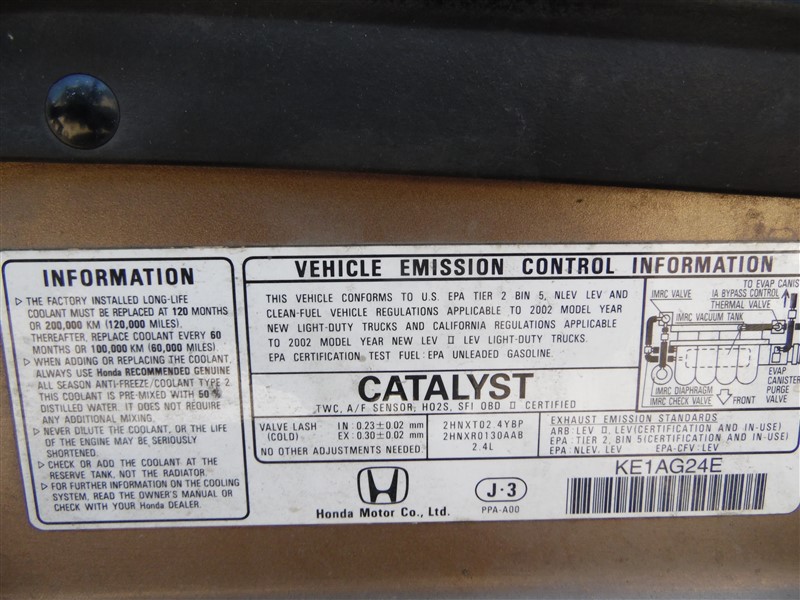 INFORMATION
▷ THE FACTORY INSTALLED LONG-LIFE
COOLANT MUST BE REPLACED AT 120 MONTHS
OR 200,000 KM (120,000 MILES).
THEREAFTER, REPLACE COOLANT EVERY 60
MONTHS OR 100,000 KM (60,000 MILES).
▷ WHEN ADDING OR REPLACING THE COOLANT,
ALWAYS USE Honda RECOMMENDED GENUINE
ALL SEASON ANTI-FREEZE/COOLANT TYPE 2.
THIS COOLANT IS PRE-MIXED WITH 50%
DISTILLED WATER. IT DOES NOT REQUIRE
ANY ADDITIONAL MIXING.
▷ NEVER DILUTE THE COOLANT, OR THE LIFE
OF THE ENGINE MAY BE SERIOUSLY
SHORTENED.
▷ CHECK OR ADD THE COOLANT AT THE
RESERVE TANK, NOT THE RADIATOR.
▷ FOR FURTHER INFORMATION ON THE COOLING
SYSTEM, READ THE OWNER'S MANUAL OR
CHECK WITH YOUR Honda DEALER.
VEHICLE EMISSION CONTROL INFORMATION
THIS VEHICLE CONFORMS TO U.S. EPA TIER 2 BIN 5, NLEV LEV AND
CLEAN-FUEL VEHICLE REGULATIONS APPLICABLE TO 2002 MODEL YEAR
NEW LIGHT-DUTY TRUCKS AND CALIFORNIA REGULATIONS APPLICABLE
TO 2002 MODEL YEAR NEW LEV Ⅱ LEV LIGHT-DUTY TRUCKS.
EPA CERTIFICATION TEST FUEL:EPA UNLEADED GASOLINE.
CATALYST
TWC, A/F SENSOR, HO2S, SFI OBD Ⅱ CERTIFIED
TO EVAP CANISTER
IMRC VALVE
IA BYPASS CONTROL
THERMAL VALVE
IMRC VACUUM TANK
IMRC DIAPHRAGM
IMRC CHECK VALVE
FRONT
EVAP
CANISTER
PURGE
VALVE
VALVE LASH IN :0.23±0.02 mm
(COLD) EX :0.30±0.02 mm
NO OTHER ADJUSTMENTS NEEDED
2HNXT02.4YBP
2HNXR0130AAB
2.4L
EXHAUST EMISSION STANDARDS
ARB:LEV Ⅱ, LEV(CERTIFICATION AND IN-USE)
EPA:TIER 2, BIN 5(CERTIFICATION AND IN-USE)
EPA:NLEV, LEV EPA-CFV:LEV
KE1AG24E
Honda Motor Co., Ltd.
J·3
PPA-A00